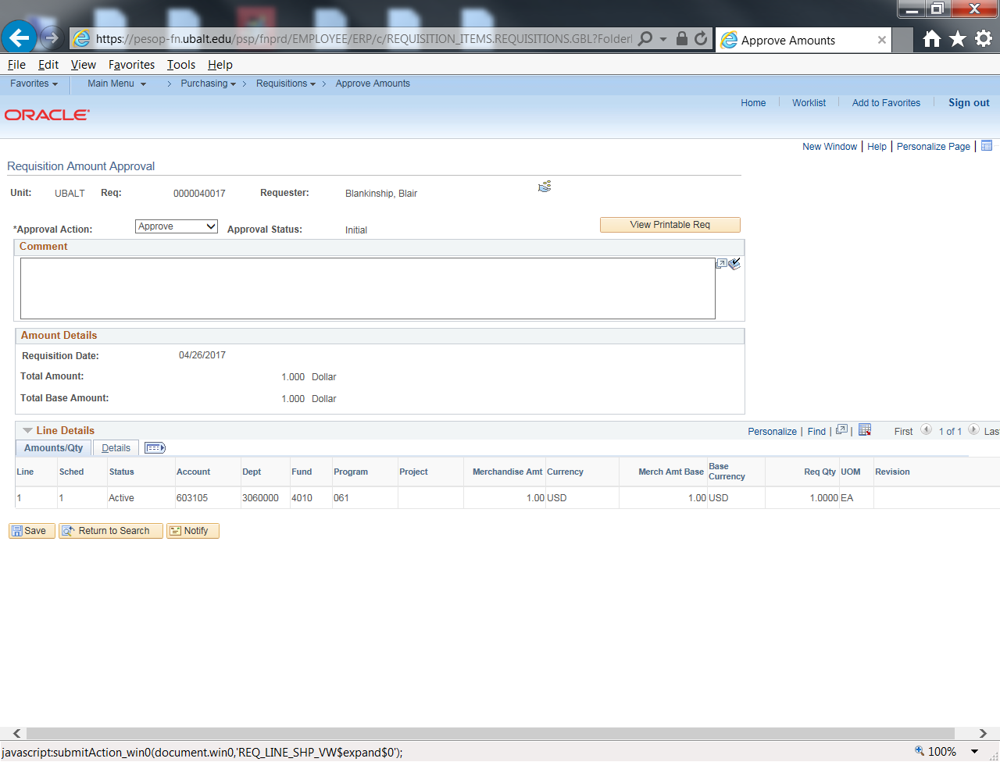 https://pesop-fn.ubalt.edu/psp/fnprd/EMPLOYEE/ERP/c/REQUISITION_ITEMS.REQUISITIONS.GBL?Folder
Approve Amounts
File Edit View Favorites Tools Help
Favorites Main Menu > Purchasing > Requisitions > Approve Amounts
Home Worklist Add to Favorites Sign out
ORACLE
New Window | Help | Personalize Page |
Requisition Amount Approval
Unit: UBALT Req: 0000040017 Requester: Blankinship, Blair
*Approval Action: Approve Approval Status: Initial View Printable Req
Comment
Amount Details
Requisition Date: 04/26/2017
Total Amount: 1.000 Dollar
Total Base Amount: 1.000 Dollar
Line Details Personalize | Find | | First 1 of 1 Las
Amounts/Qty Details
Line Sched Status Account Dept Fund Program Project Merchandise Amt Currency Merch Amt Base Base Currency Req Qty UOM Revision
1 1 Active 603105 3060000 4010 061 1.00 USD 1.00 USD 1.0000 EA
Save Return to Search Notify
javascript:submitAction_win0(document.win0,'REQ_LINE_SHP_VW$expand$0'); 100%